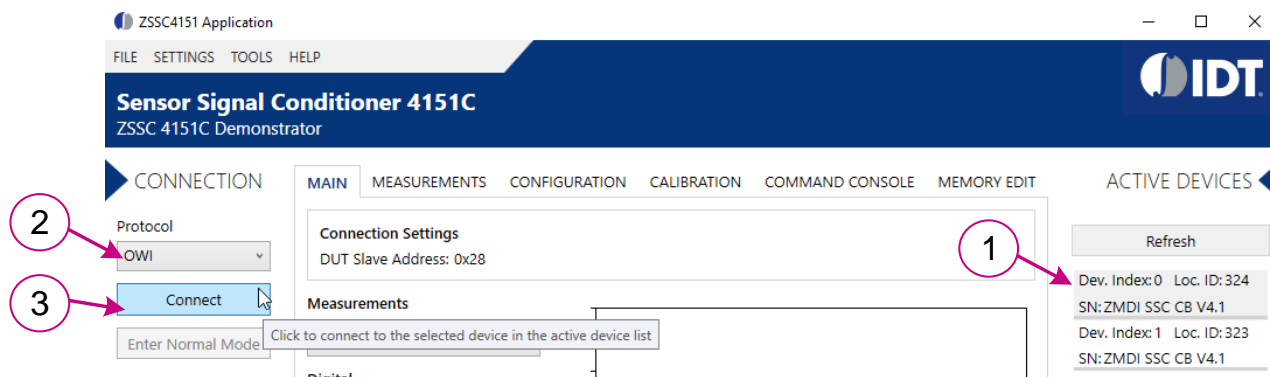 ZSSC4151 Application
FILE SETTINGS TOOLS HELP
IDT.
Sensor Signal Conditioner 4151C
ZSSC 4151C Demonstrator
CONNECTION
MAIN MEASUREMENTS CONFIGURATION CALIBRATION COMMAND CONSOLE MEMORY EDIT
ACTIVE DEVICES
2
Protocol
OWI
3
Connect
Enter Normal Mode
Connection Settings
DUT Slave Address: 0x28
Measurements
Click to connect to the selected device in the active device list
Digital
1
Refresh
Dev. Index: 0 Loc. ID: 324
SN: ZMDI SSC CB V4.1
Dev. Index: 1 Loc. ID: 323
SN: ZMDI SSC CB V4.1